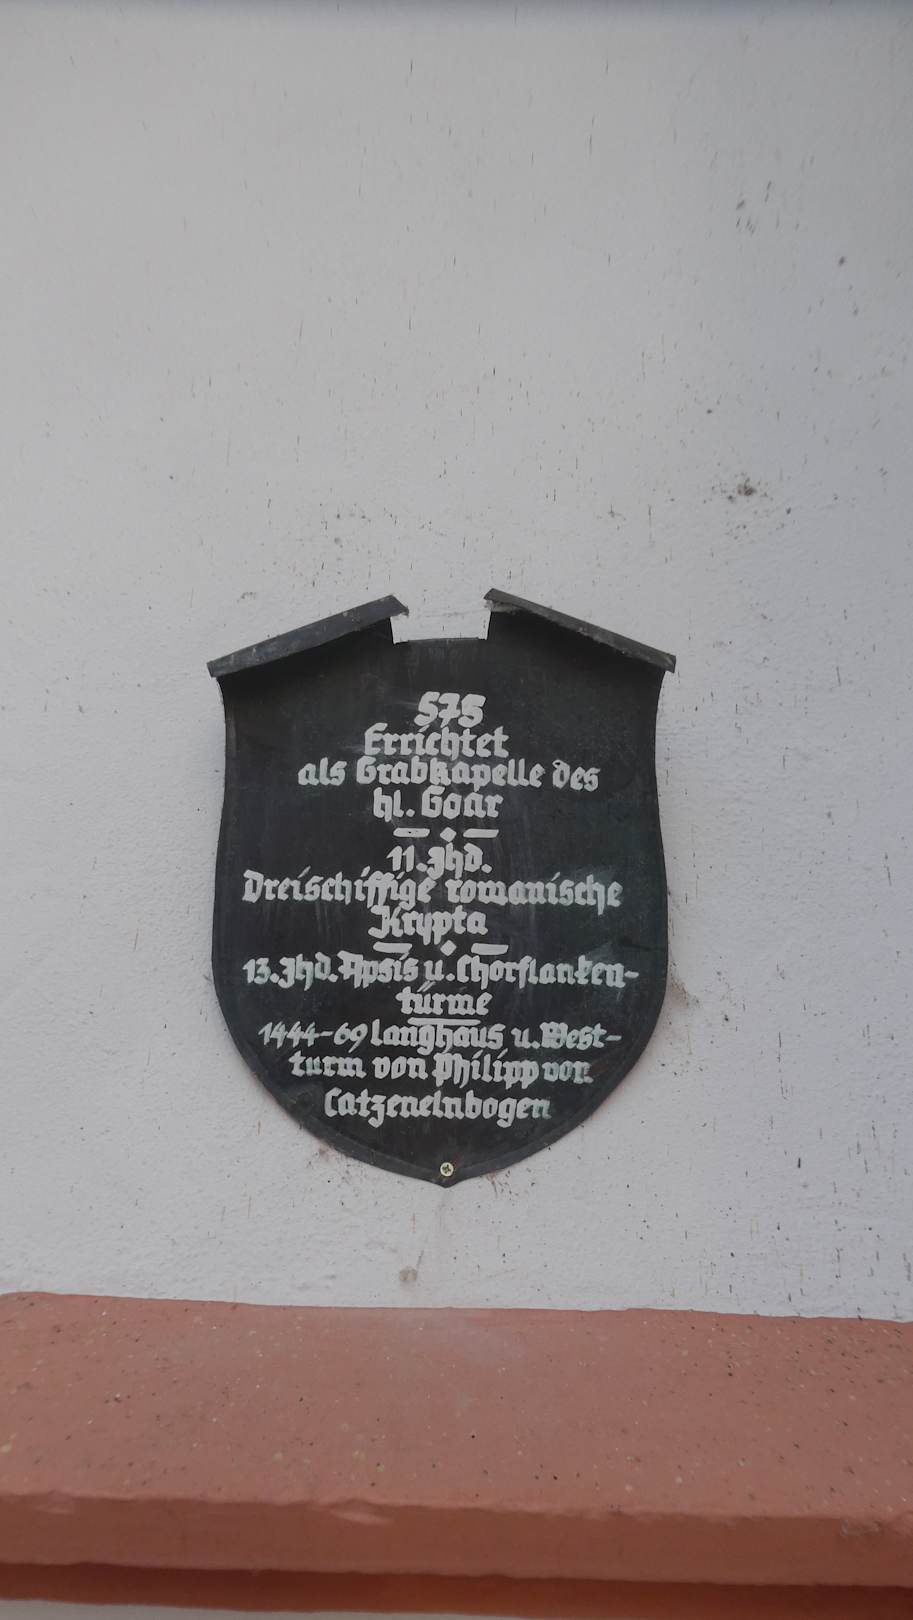 575
Errichtet
als Grabkapelle des
hl. Goar
11. Jhd.
Dreischiffige romanische
Krypta
13. Jhd. Apsis u. Chorflanken-
türme
1444-69 Langhaus u. West-
turm von Philipp von
Catzenelnbogen